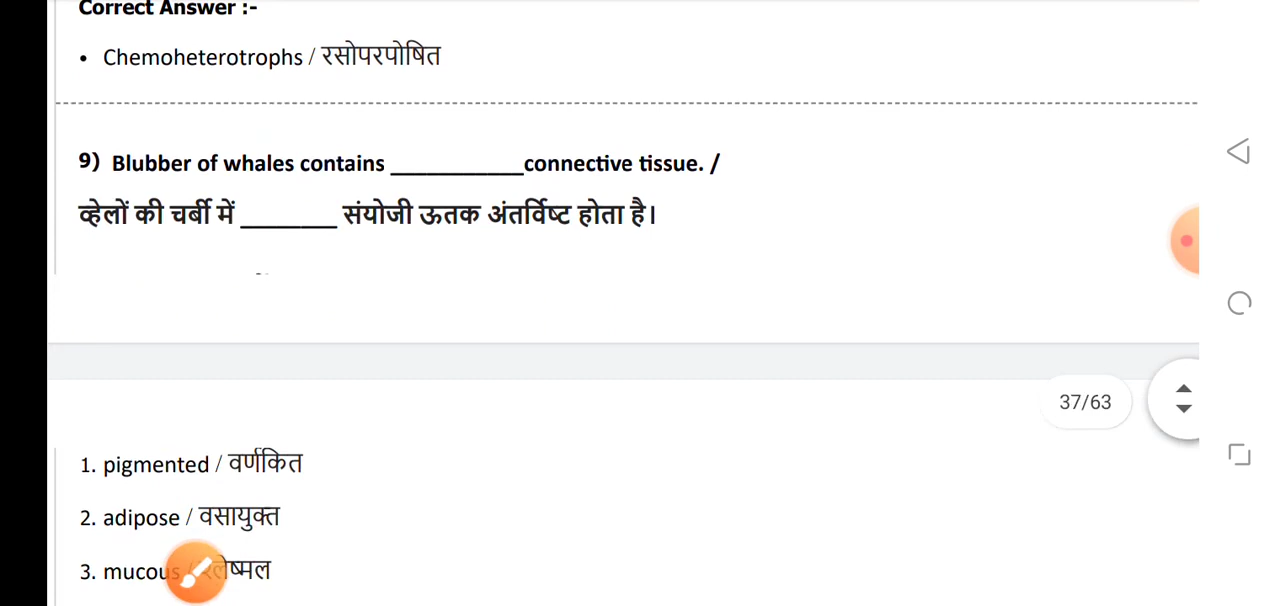 Correct Answer :-
• Chemoheterotrophs / रसोपरपोषित
9) Blubber of whales contains __________connective tissue. /
व्हेलों की चर्बी में _______ संयोजी ऊतक अंतर्विष्ट होता है।
37/63
1. pigmented / वर्णकित
2. adipose / वसायुक्त
3. mucous